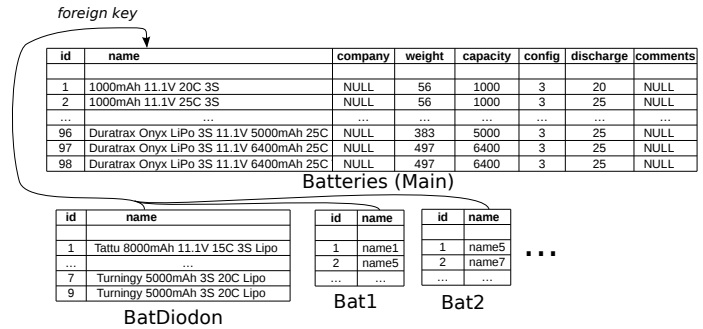 foreign key
id name company weight capacity config discharge comments
1 1000mAh 11.1V 20C 3S NULL 56 1000 3 20 NULL
2 1000mAh 11.1V 25C 3S NULL 56 1000 3 25 NULL
... ... ... ... ... ... ... ...
96 Duratrax Onyx LiPo 3S 11.1V 5000mAh 25C NULL 383 5000 3 25 NULL
97 Duratrax Onyx LiPo 3S 11.1V 6400mAh 25C NULL 497 6400 3 25 NULL
98 Duratrax Onyx LiPo 3S 11.1V 6400mAh 25C NULL 497 6400 3 25 NULL
Batteries (Main)
id name
1 Tattu 8000mAh 11.1V 15C 3S Lipo
... ...
7 Turningy 5000mAh 3S 20C Lipo
9 Turningy 5000mAh 3S 20C Lipo
BatDiodon
id name
1 name1
2 name5
... ...
Bat1
id name
1 name5
2 name7
... ...
Bat2
...